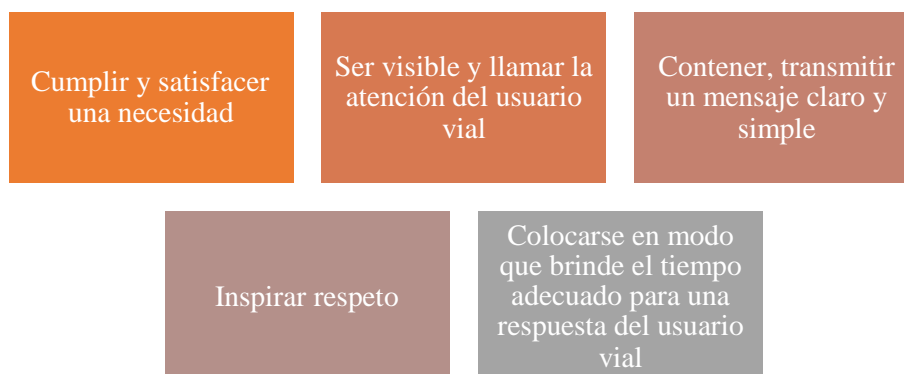 Cumplir y satisfacer
una necesidad
Ser visible y llamar la
atención del usuario
vial
Contener, transmitir
un mensaje claro y
simple
Inspirar respeto
Colocarse en modo
que brinde el tiempo
adecuado para una
respuesta del usuario
vial